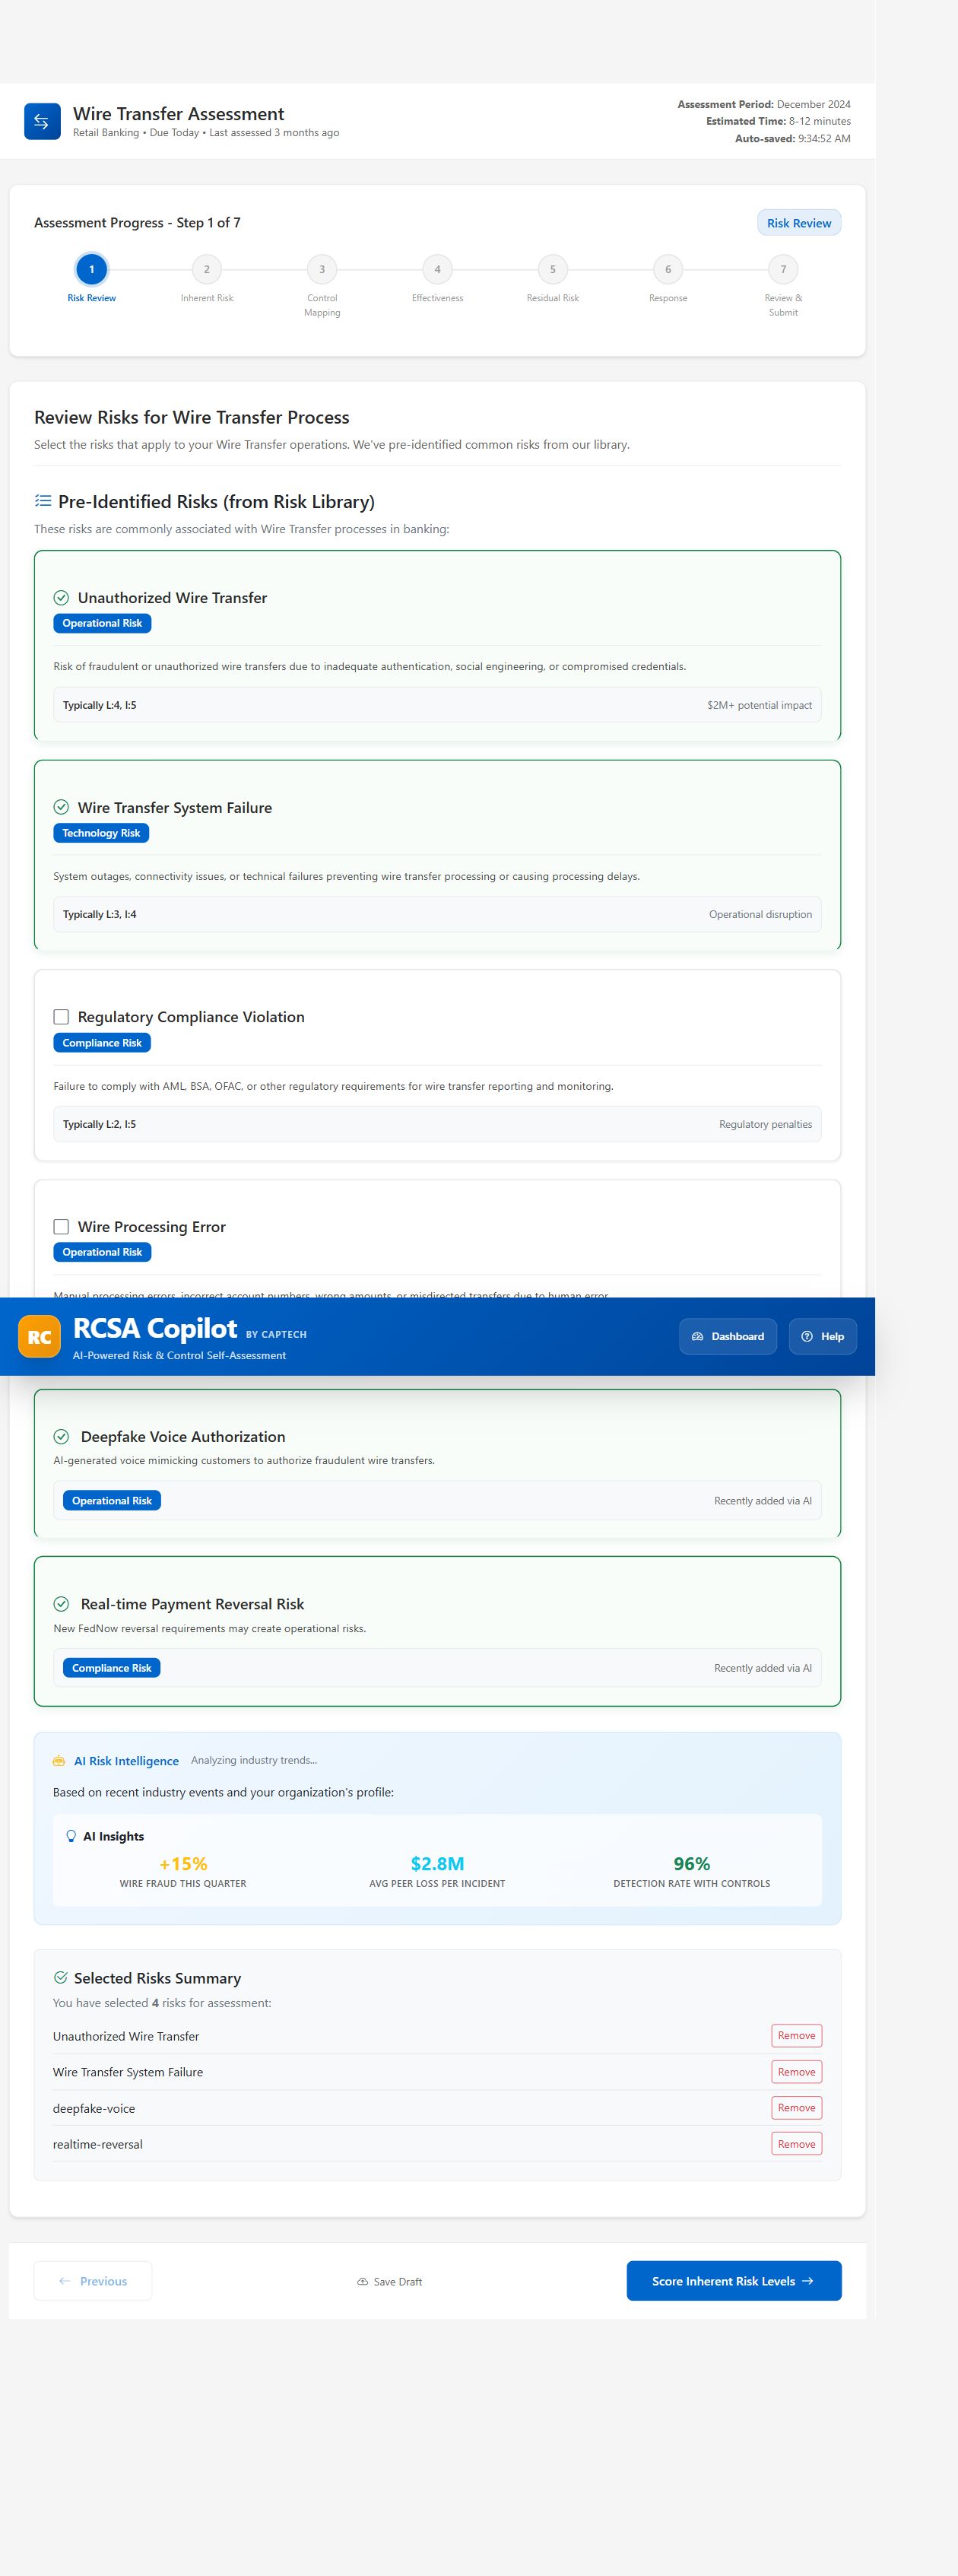 Wire Transfer Assessment
Retail Banking • Due Today • Last assessed 3 months ago
Assessment Period: December 2024
Estimated Time: 8-12 minutes
Auto-saved: 9:34:52 AM
Assessment Progress - Step 1 of 7
Risk Review
1
2
3
4
5
6
7
Risk Review
Inherent Risk
Control
Mapping
Effectiveness
Residual Risk
Response
Review &
Submit
Review Risks for Wire Transfer Process
Select the risks that apply to your Wire Transfer operations. We've pre-identified common risks from our library.
Pre-Identified Risks (from Risk Library)
These risks are commonly associated with Wire Transfer processes in banking:
Unauthorized Wire Transfer
Operational Risk
Risk of fraudulent or unauthorized wire transfers due to inadequate authentication, social engineering, or compromised credentials.
Typically L:4, I:5
$2M+ potential impact
Wire Transfer System Failure
Technology Risk
System outages, connectivity issues, or technical failures preventing wire transfer processing or causing processing delays.
Typically L:3, I:4
Operational disruption
Regulatory Compliance Violation
Compliance Risk
Failure to comply with AML, BSA, OFAC, or other regulatory requirements for wire transfer reporting and monitoring.
Typically L:2, I:5
Regulatory penalties
Wire Processing Error
Operational Risk
Manual processing errors, incorrect account numbers, wrong amounts, or misdirected transfers due to human error.
RC
RCSA Copilot BY CAPTECH
AI-Powered Risk & Control Self-Assessment
Dashboard
Help
Deepfake Voice Authorization
AI-generated voice mimicking customers to authorize fraudulent wire transfers.
Operational Risk
Recently added via AI
Real-time Payment Reversal Risk
New FedNow reversal requirements may create operational risks.
Compliance Risk
Recently added via AI
AI Risk Intelligence Analyzing industry trends...
Based on recent industry events and your organization's profile:
AI Insights
+15%
WIRE FRAUD THIS QUARTER
$2.8M
AVG PEER LOSS PER INCIDENT
96%
DETECTION RATE WITH CONTROLS
Selected Risks Summary
You have selected 4 risks for assessment:
Unauthorized Wire Transfer
Remove
Wire Transfer System Failure
Remove
deepfake-voice
Remove
realtime-reversal
Remove
Previous
Save Draft
Score Inherent Risk Levels